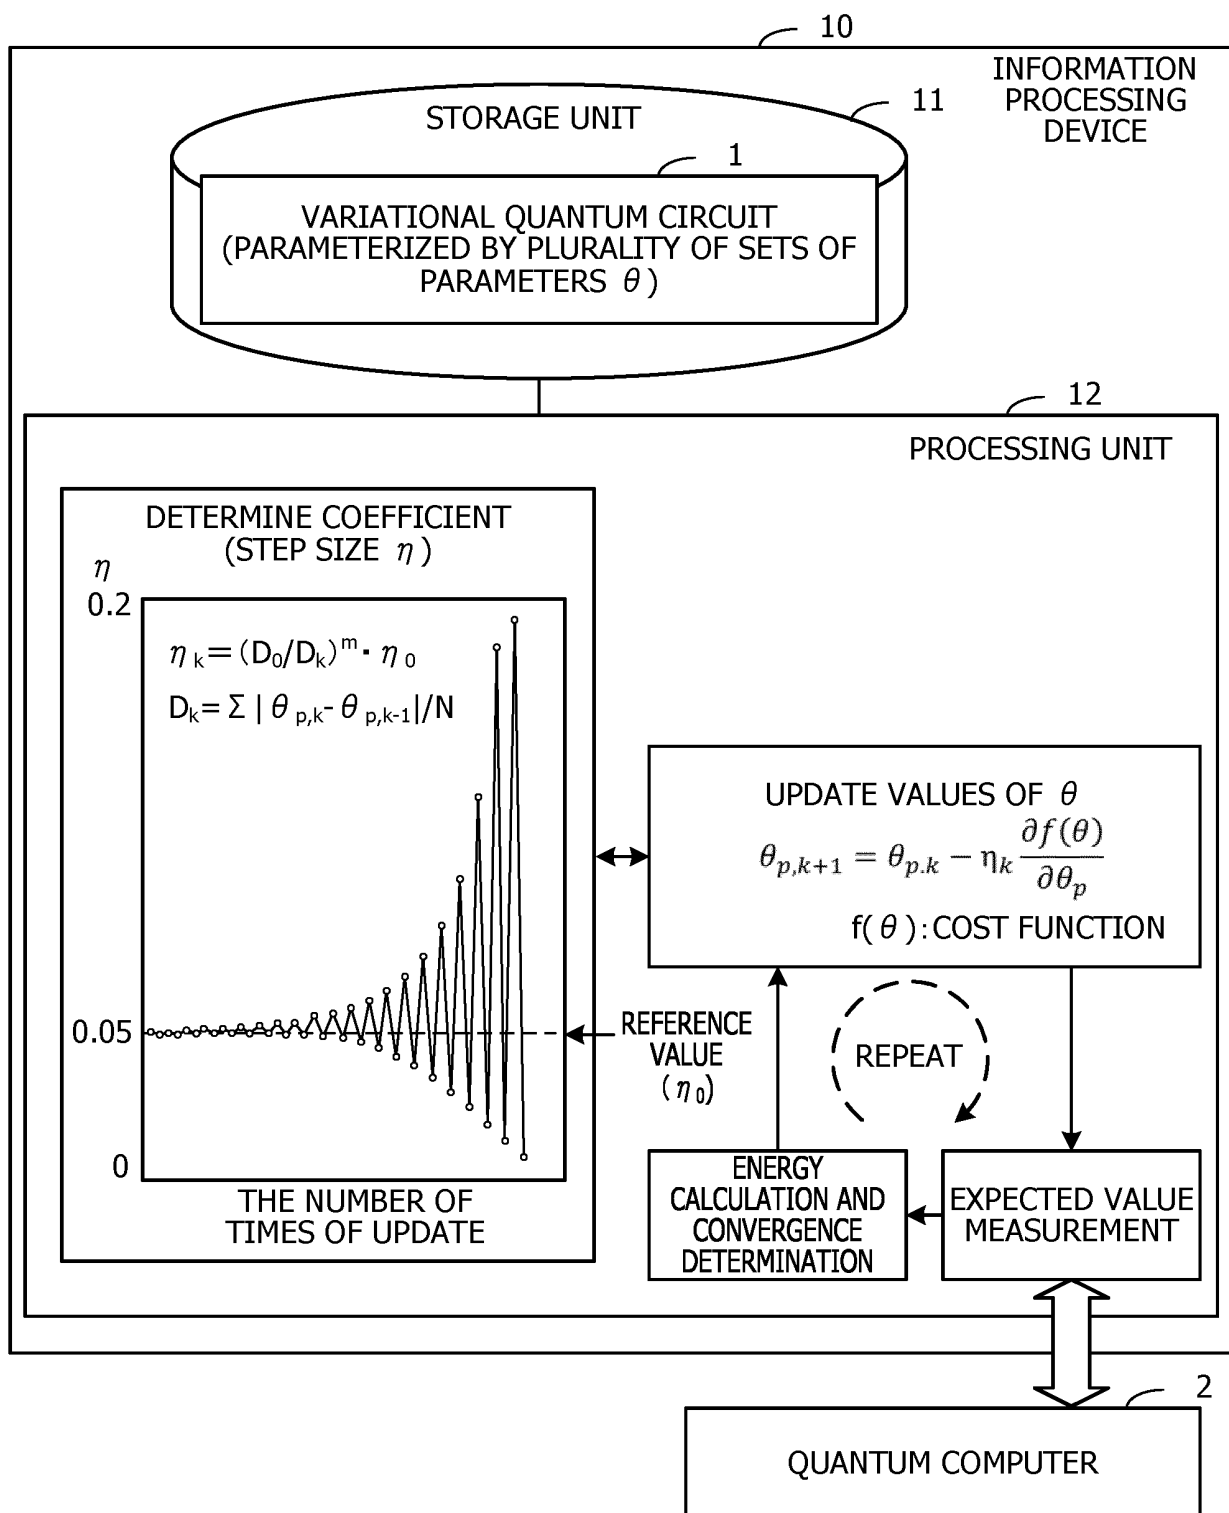 10
INFORMATION
PROCESSING
DEVICE
11
STORAGE UNIT
1
VARIATIONAL QUANTUM CIRCUIT
(PARAMETERIZED BY PLURALITY OF SETS OF
PARAMETERS θ)
12
PROCESSING UNIT
DETERMINE COEFFICIENT
(STEP SIZE η)
η
0.2
η k=(D0/Dk)^m・η0
Dk=Σ|θp,k-θp,k-1|/N
0.05
0
THE NUMBER OF
TIMES OF UPDATE
REFERENCE
VALUE
(η0)
UPDATE VALUES OF θ
θp,k+1 = θp.k − ηk ∂f(θ)/∂θp
f(θ):COST FUNCTION
REPEAT
ENERGY
CALCULATION AND
CONVERGENCE
DETERMINATION
EXPECTED VALUE
MEASUREMENT
2
QUANTUM COMPUTER